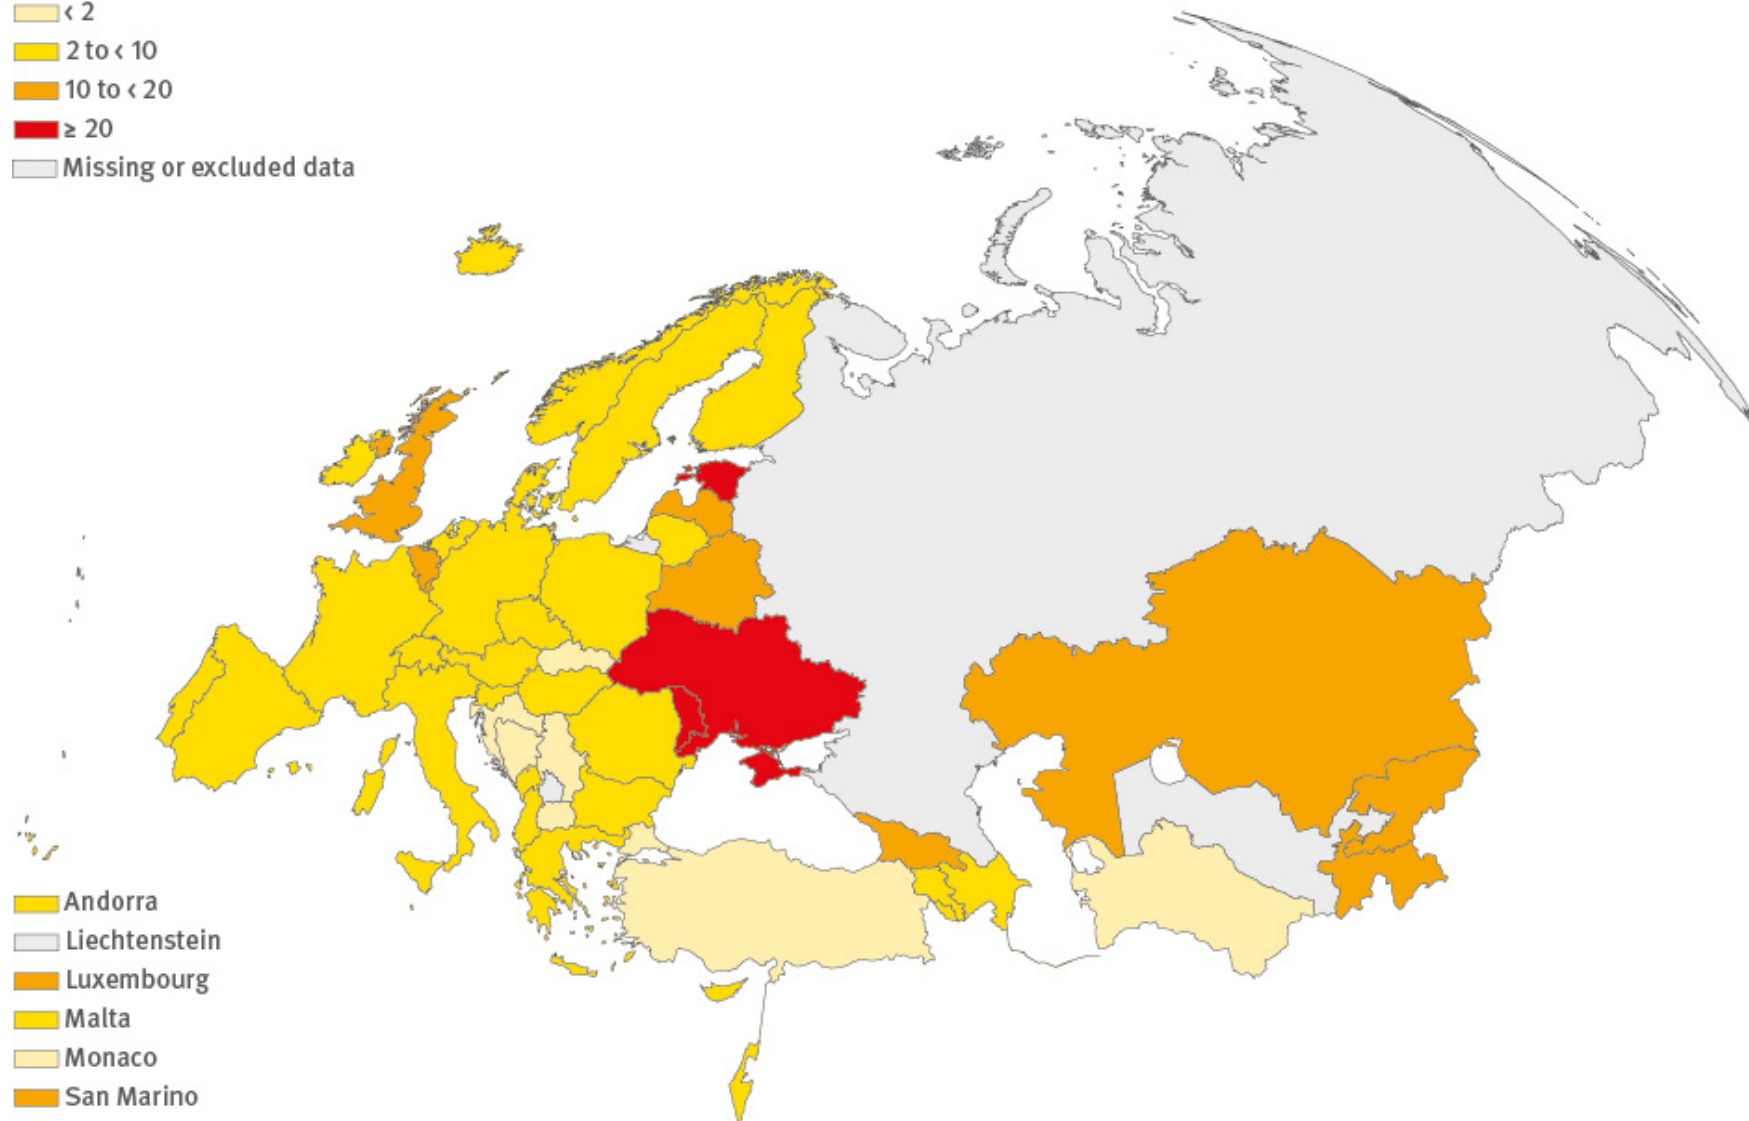 < 2
2 to < 10
10 to < 20
≥ 20
Missing or excluded data
Andorra
Liechtenstein
Luxembourg
Malta
Monaco
San Marino